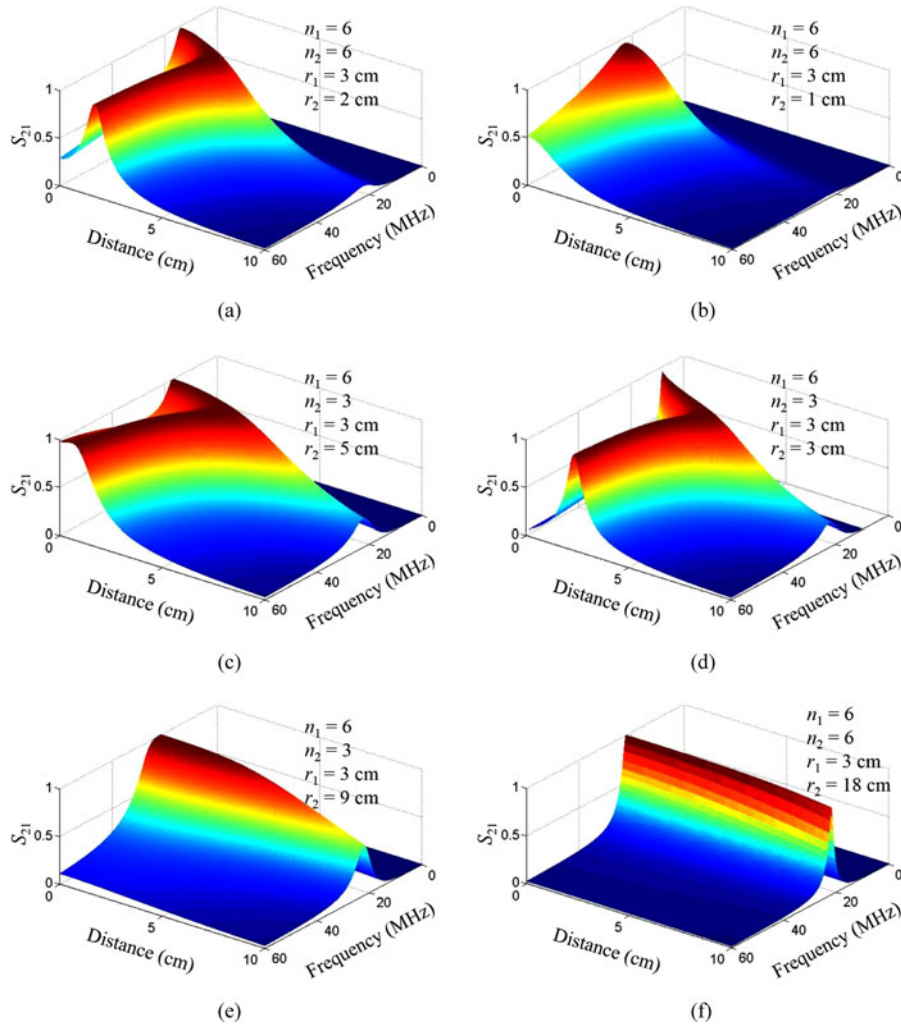 n₁ = 6
n₂ = 6
r₁ = 3 cm
r₂ = 2 cm
1
0.5
0
S₂₁
0
5
10
Distance (cm)
60
40
20
0
Frequency (MHz)
(a)
n₁ = 6
n₂ = 6
r₁ = 3 cm
r₂ = 1 cm
1
0.5
0
S₂₁
0
5
10
Distance (cm)
60
40
20
0
Frequency (MHz)
(b)
n₁ = 6
n₂ = 3
r₁ = 3 cm
r₂ = 5 cm
1
0.5
0
S₂₁
0
5
10
Distance (cm)
60
40
20
0
Frequency (MHz)
(c)
n₁ = 6
n₂ = 3
r₁ = 3 cm
r₂ = 3 cm
1
0.5
0
S₂₁
0
5
10
Distance (cm)
60
40
20
0
Frequency (MHz)
(d)
n₁ = 6
n₂ = 3
r₁ = 3 cm
r₂ = 9 cm
1
0.5
0
S₂₁
0
5
10
Distance (cm)
60
40
20
0
Frequency (MHz)
(e)
n₁ = 6
n₂ = 6
r₁ = 3 cm
r₂ = 18 cm
1
0.5
0
S₂₁
0
5
10
Distance (cm)
60
40
20
0
Frequency (MHz)
(f)